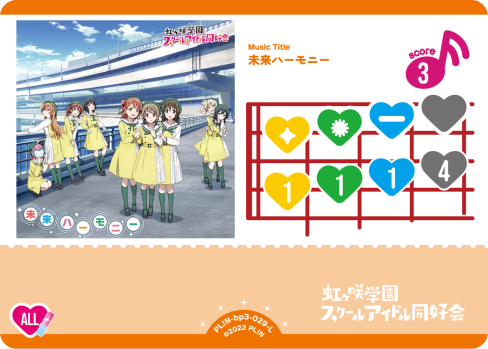 虹ヶ咲学園
スクールアイドル同好会
未来ハーモニー
Music Title
未来ハーモニー
score
3
1 1 1 4
ALL
PL!N-bp3-029-L
©2022 PL!N
虹ヶ咲学園
スクールアイドル同好会